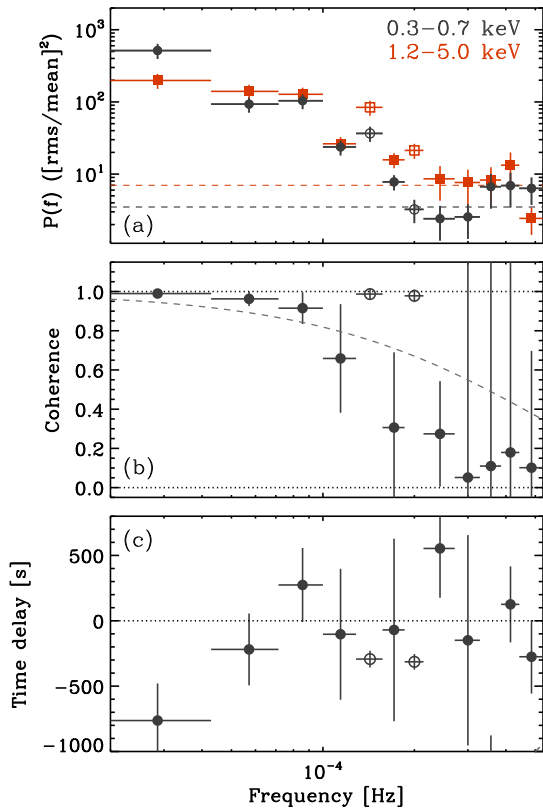 0.3−0.7 keV
1.2−5.0 keV
10³
10²
10¹
P(f) ([rms/mean]²)
(a)
1.0
0.8
0.6
0.4
0.2
0.0
Coherence
(b)
(c)
500
0
−500
−1000
Time delay [s]
10⁻⁴
Frequency [Hz]